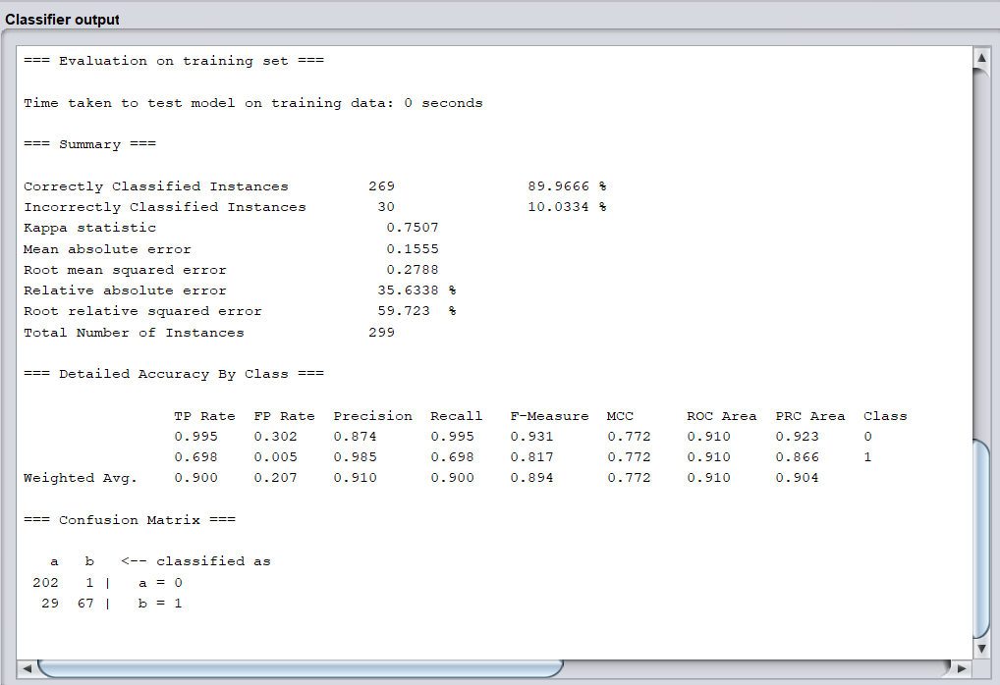 Classifier output
=== Evaluation on training set ===
Time taken to test model on training data: 0 seconds
=== Summary ===
Correctly Classified Instances         269               89.9666 %
Incorrectly Classified Instances        30               10.0334 %
Kappa statistic                          0.7507
Mean absolute error                      0.1555
Root mean squared error                  0.2788
Relative absolute error                 35.6338 %
Root relative squared error             59.723  %
Total Number of Instances              299
=== Detailed Accuracy By Class ===
                 TP Rate  FP Rate  Precision  Recall   F-Measure  MCC      ROC Area  PRC Area  Class
                 0.995    0.302    0.874      0.995    0.931      0.772    0.910     0.923     0
                 0.698    0.005    0.985      0.698    0.817      0.772    0.910     0.866     1
Weighted Avg.    0.900    0.207    0.910      0.900    0.894      0.772    0.910     0.904
=== Confusion Matrix ===
   a   b   <-- classified as
 202   1 |   a = 0
  29  67 |   b = 1